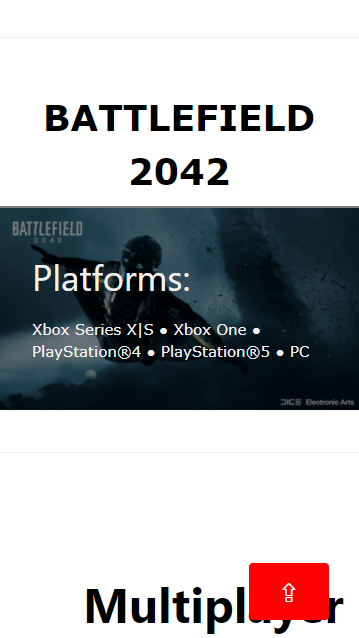 BATTLEFIELD
2042
BATTLEFIELD
2042
Platforms:
Xbox Series X|S ● Xbox One ●
PlayStation®4 ● PlayStation®5 ● PC
DICE Electronic Arts
⇪
Multiplayer